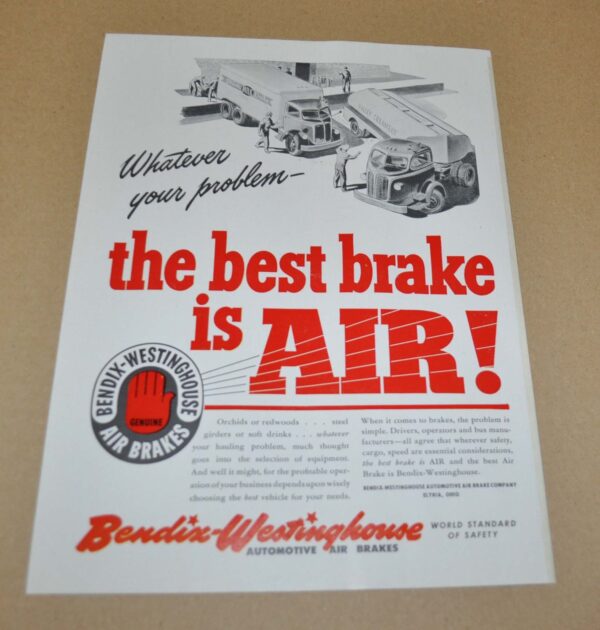 Whatever
your problem—
the best brake
is AIR!
BENDIX-WESTINGHOUSE
GENUINE
AIR BRAKES
Orchids or redwoods . . . steel
girders or soft drinks . . . whatever
your hauling problem, much thought
goes into the selection of equipment.
And well it might, for the profitable oper-
ation of your business depends upon wisely
choosing the best vehicle for your needs.
When it comes to brakes, the problem is
simple. Drivers, operators and bus manu-
facturers—all agree that wherever safety,
cargo, speed are essential considerations,
the best brake is AIR and the best Air
Brake is Bendix-Westinghouse.
BENDIX-WESTINGHOUSE AUTOMOTIVE AIR BRAKE COMPANY
ELYRIA, OHIO
Bendix-Westinghouse
AUTOMOTIVE AIR BRAKES
WORLD STANDARD
OF SAFETY